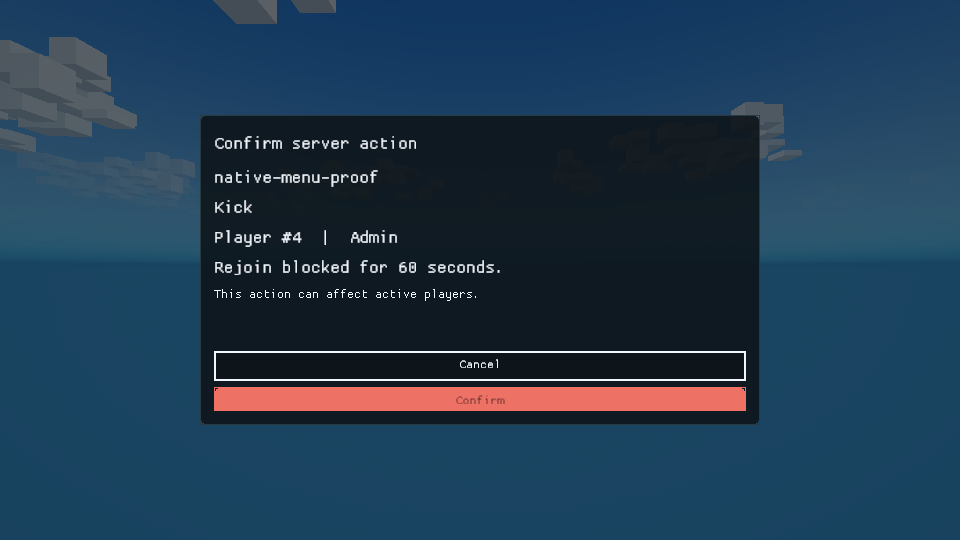 Confirm server action
native-menu-proof
Kick
Player #4 | Admin
Rejoin blocked for 60 seconds.
This action can affect active players.
Cancel
Confirm